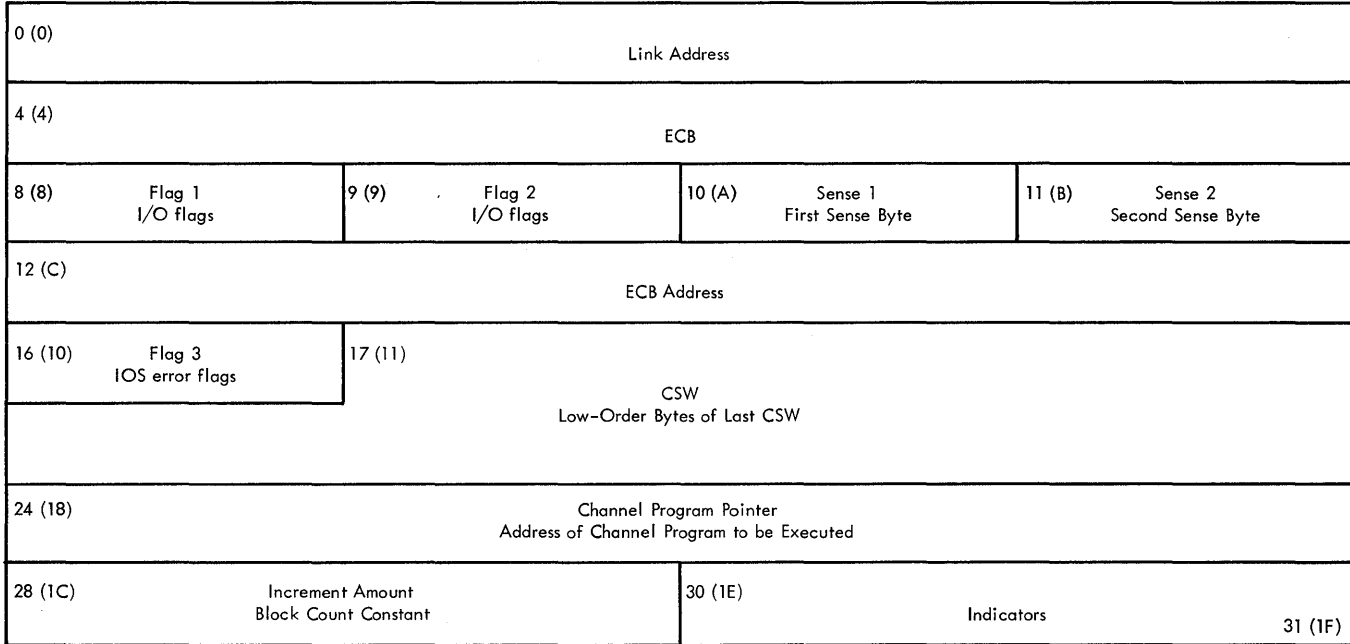 0 (0)
Link Address
4 (4)
ECB
8 (8) Flag 1
I/O flags
9 (9) Flag 2
I/O flags
10 (A) Sense 1
First Sense Byte
11 (B) Sense 2
Second Sense Byte
12 (C)
ECB Address
16 (10) Flag 3
IOS error flags
17 (11)
CSW
Low-Order Bytes of Last CSW
24 (18) Channel Program Pointer
Address of Channel Program to be Executed
28 (1C) Increment Amount
Block Count Constant
30 (1E)
Indicators
31 (1F)